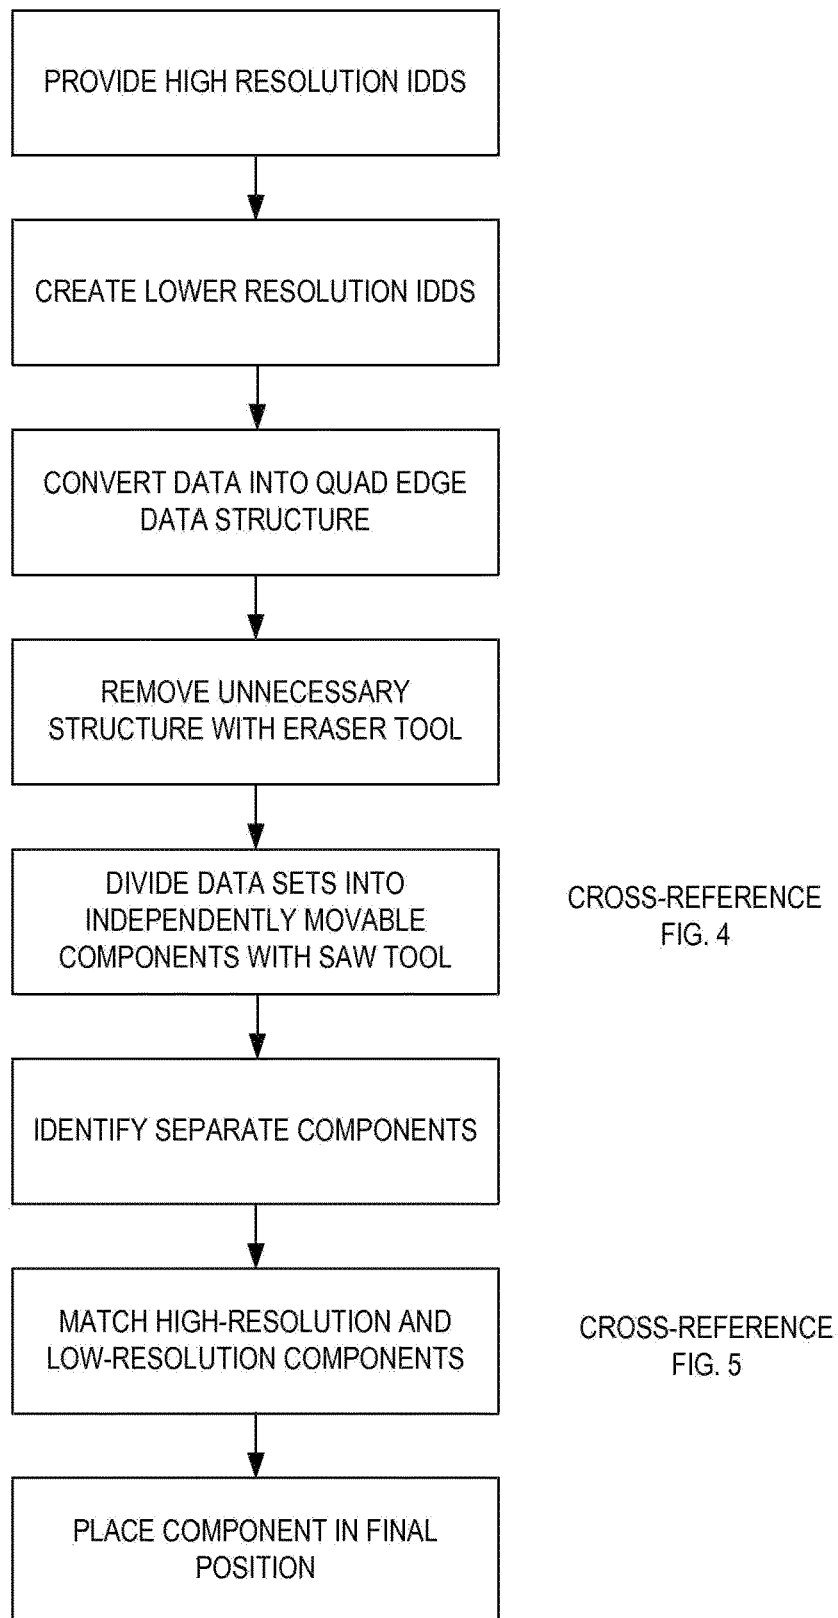 PROVIDE HIGH RESOLUTION IDDS
CREATE LOWER RESOLUTION IDDS
CONVERT DATA INTO QUAD EDGE
DATA STRUCTURE
REMOVE UNNECESSARY
STRUCTURE WITH ERASER TOOL
DIVIDE DATA SETS INTO
INDEPENDENTLY MOVABLE
COMPONENTS WITH SAW TOOL
CROSS-REFERENCE
FIG. 4
IDENTIFY SEPARATE COMPONENTS
MATCH HIGH-RESOLUTION AND
LOW-RESOLUTION COMPONENTS
CROSS-REFERENCE
FIG. 5
PLACE COMPONENT IN FINAL
POSITION